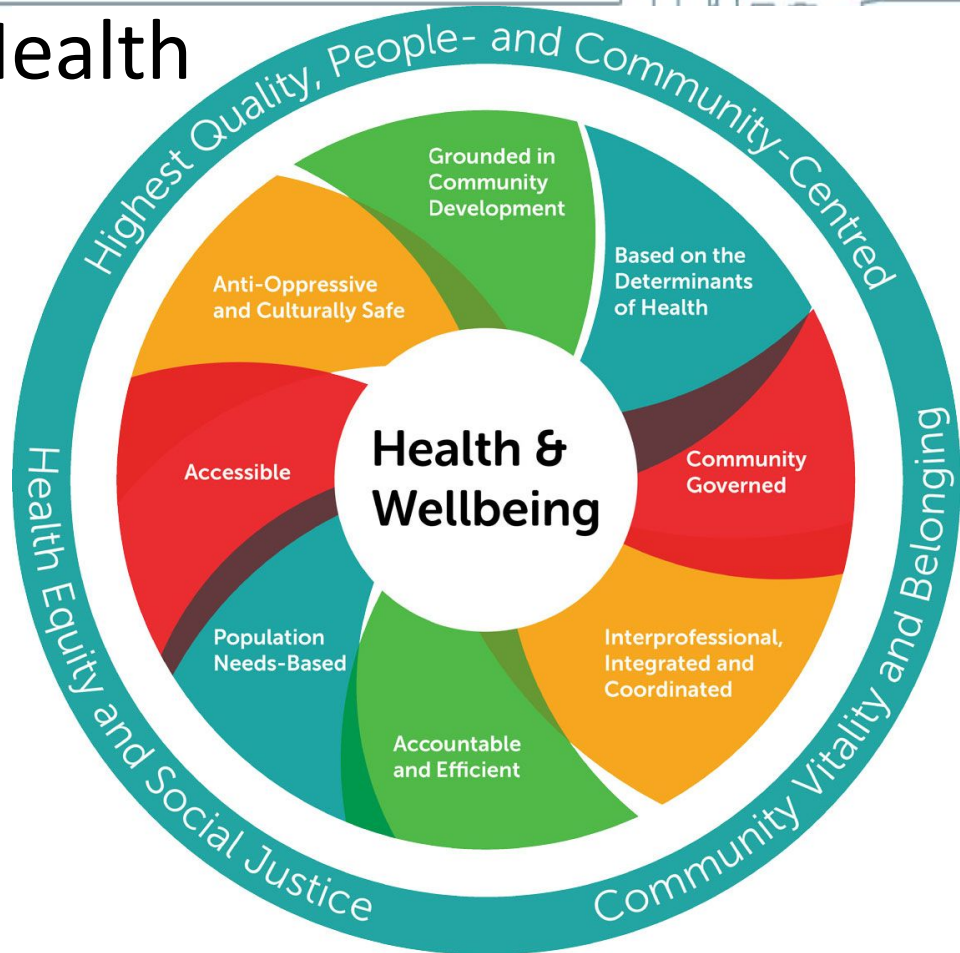 Health
Highest Quality, People- and Community-Centred
Grounded in
Community
Development
Based on the
Determinants
of Health
Anti-Oppressive
and Culturally Safe
Health &
Wellbeing
Accessible
Community
Governed
Population
Needs-Based
Interprofessional,
Integrated and
Coordinated
Accountable
and Efficient
Health Equity and Social Justice
Community Vitality and Belonging